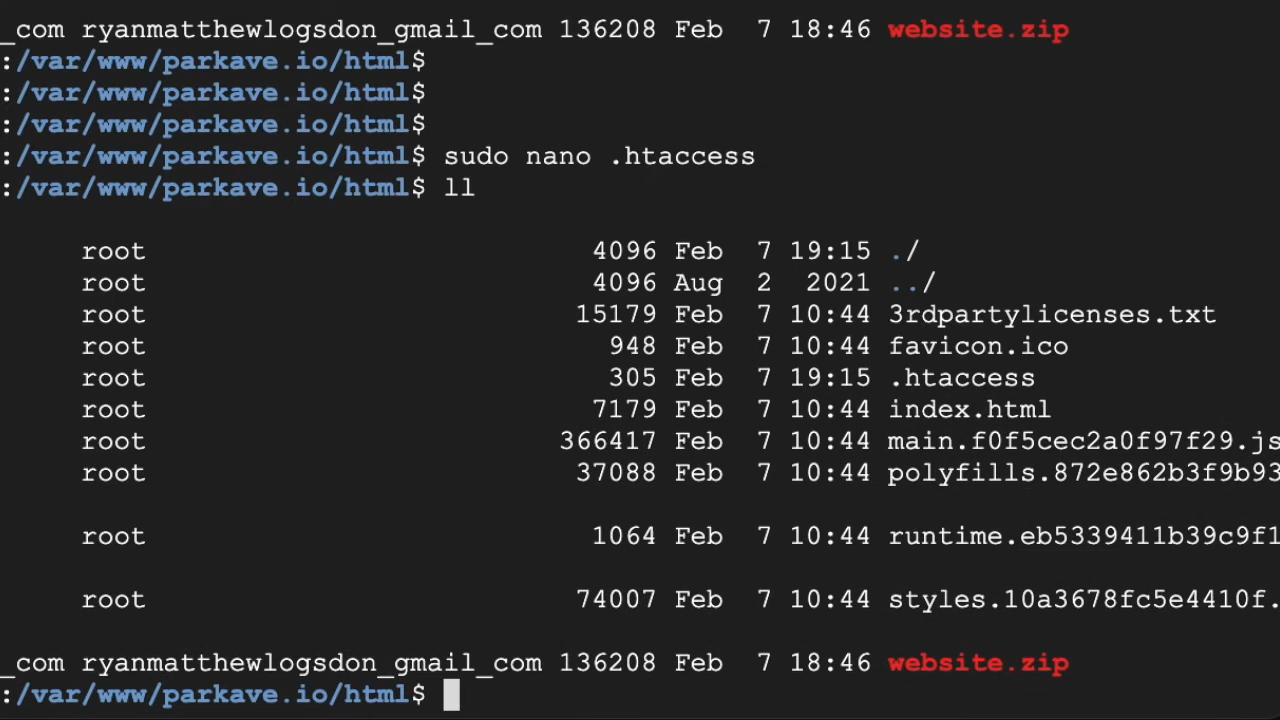 _com ryanmatthewlogsdon_gmail_com 136208 Feb  7 18:46 website.zip
:/var/www/parkave.io/html$
:/var/www/parkave.io/html$
:/var/www/parkave.io/html$
:/var/www/parkave.io/html$ sudo nano .htaccess
:/var/www/parkave.io/html$ ll
root 4096 Feb  7 19:15 ./
root 4096 Aug  2  2021 ../
root 15179 Feb  7 10:44 3rdpartylicenses.txt
root 948 Feb  7 10:44 favicon.ico
root 305 Feb  7 19:15 .htaccess
root 7179 Feb  7 10:44 index.html
root 366417 Feb  7 10:44 main.f0f5cec2a0f97f29.js
root 37088 Feb  7 10:44 polyfills.872e862b3f9b93
root 1064 Feb  7 10:44 runtime.eb5339411b39c9f1
root 74007 Feb  7 10:44 styles.10a3678fc5e4410f.
_com ryanmatthewlogsdon_gmail_com 136208 Feb  7 18:46 website.zip
:/var/www/parkave.io/html$